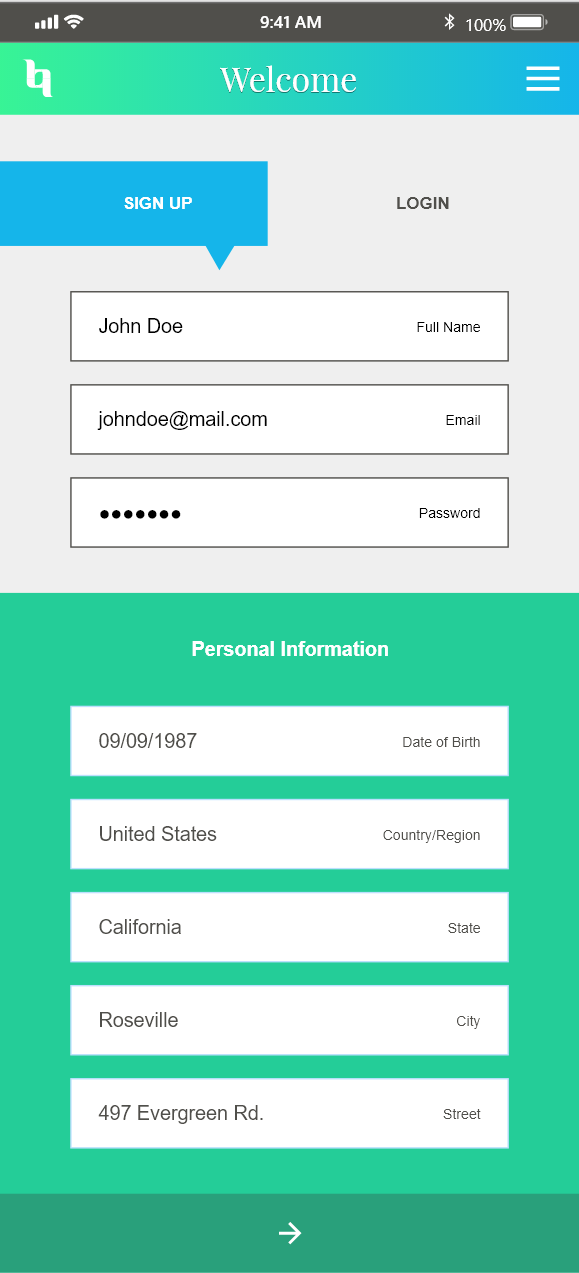 9:41 AM 100%
Welcome
SIGN UP LOGIN
John Doe Full Name
johndoe@mail.com Email
●●●●●●● Password
Personal Information
09/09/1987 Date of Birth
United States Country/Region
California State
Roseville City
497 Evergreen Rd. Street